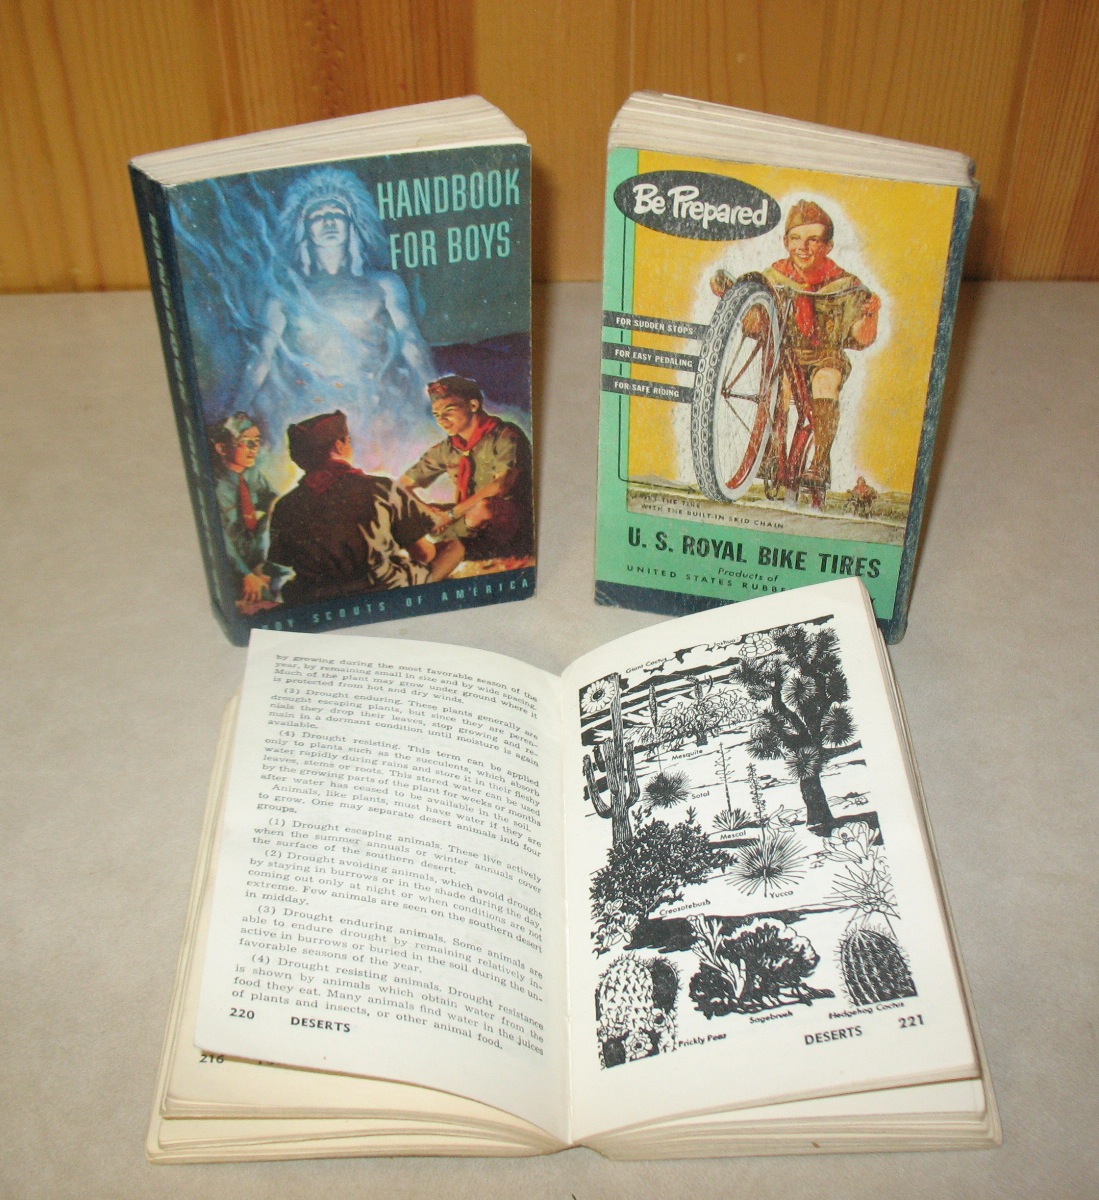 HANDBOOK
FOR BOYS
BOY SCOUTS OF AMERICA
Be Prepared
FOR SUDDEN STOPS
FOR EASY PEDALING
FOR SAFE RIDING
THE TIRE
WITH THE BUILT-IN SKID CHAIN
U. S. ROYAL BIKE TIRES
Products of
UNITED STATES RUBBE
by growing during the most favorable season of the
year, by remaining small in size and by wide spacing.
Much of the plant may grow under ground where it
is protected from hot and dry winds.
(3) Drought enduring. These plants generally are
drought escaping plants, but since they are peren-
nials they drop their leaves, stop growing and re-
main in a dormant condition until moisture is again
available.
(4) Drought resisting. This term can be applied
only to plants such as the succulents, which absorb
water rapidly during rains and store it in their fleshy
leaves, stems or roots. This stored water can be used
by the growing parts of the plant for weeks or months
after water has ceased to be available in the soil.
Animals, like plants, must have water if they are
to grow. One may separate desert animals into four
groups.
(1) Drought escaping animals. These live actively
when the summer annuals or winter annuals cover
the surface of the southern desert.
(2) Drought avoiding animals, which avoid drought
by staying in burrows or in the shade during the day,
coming out only at night or when conditions are not
extreme. Few animals are seen on the southern desert
in midday.
(3) Drought enduring animals. Some animals are
able to endure drought by remaining relatively in-
active in burrows or buried in the soil during the un-
favorable seasons of the year.
(4) Drought resisting animals. Drought resistance
is shown by animals which obtain water from the
food they eat. Many animals find water in the juices
of plants and insects, or other animal food.
220 DESERTS
216
Giant Cactus
Joshua
Mesquite
Sotol
Mescal
Yucca
Creosotebush
Prickly Pear
Sagebrush
Hedgehog Cactus
DESERTS 221